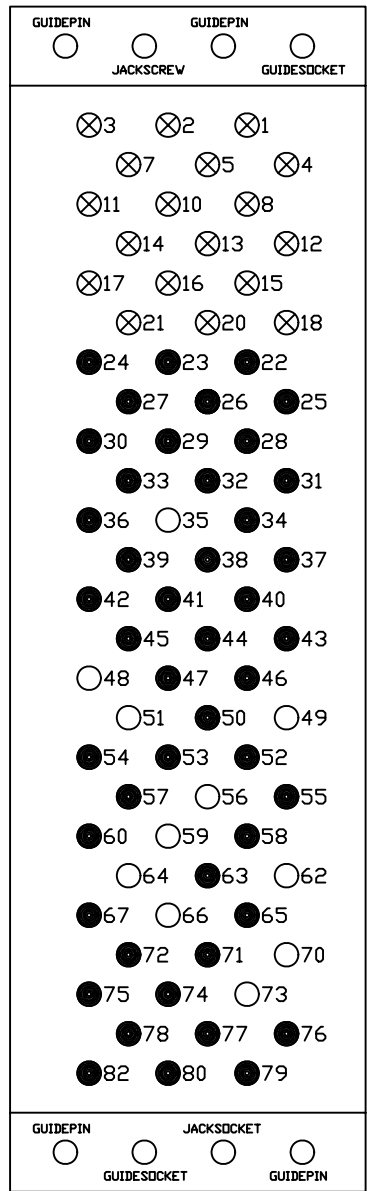 GUIDEPIN GUIDEPIN
JACKSCREW GUIDESOCKET
3 2 1
7 5 4
11 10 8
14 13 12
17 16 15
21 20 18
24 23 22
27 26 25
30 29 28
33 32 31
36 35 34
39 38 37
42 41 40
45 44 43
48 47 46
51 50 49
54 53 52
57 56 55
60 59 58
64 63 62
67 66 65
72 71 70
75 74 73
78 77 76
82 80 79
GUIDEPIN JACKSOCKET
GUIDESOCKET GUIDEPIN